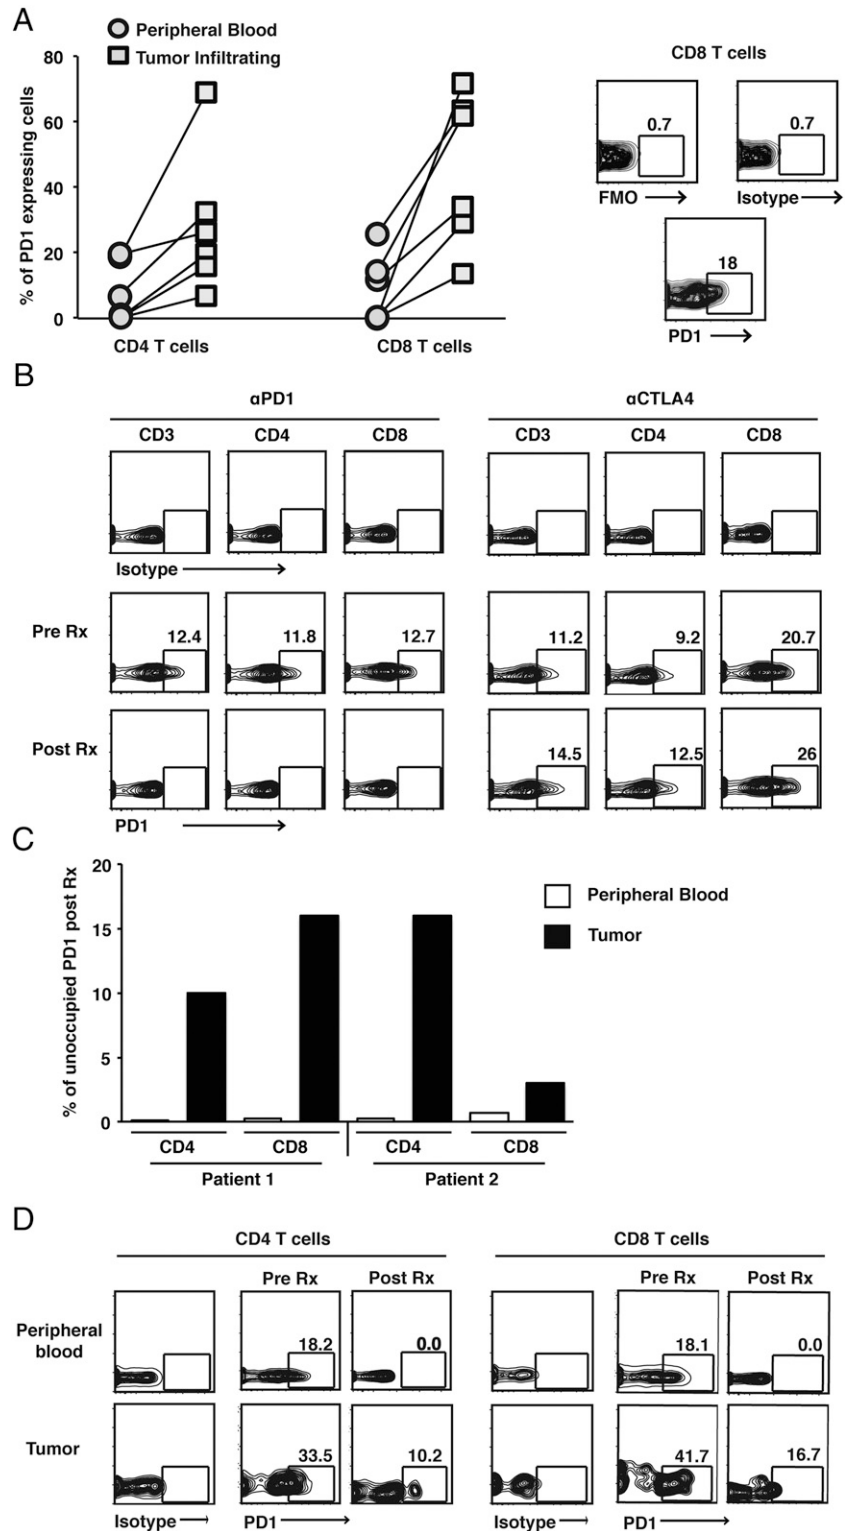 A
Peripheral Blood
Tumor Infiltrating
% of PD1 expressing cells
80
60
40
20
0
CD4 T cells
CD8 T cells
CD8 T cells
0.7
0.7
FMO
Isotype
18
PD1
B
αPD1
αCTLA4
CD3
CD4
CD8
CD3
CD4
CD8
Isotype
Pre Rx
12.4
11.8
12.7
11.2
9.2
20.7
Post Rx
14.5
12.5
26
PD1
C
% of unoccupied PD1 post Rx
20
15
10
5
0
Peripheral Blood
Tumor
CD4
CD8
CD4
CD8
Patient 1
Patient 2
D
CD4 T cells
CD8 T cells
Pre Rx
Post Rx
Pre Rx
Post Rx
Peripheral
blood
18.2
0.0
18.1
0.0
Tumor
33.5
10.2
41.7
16.7
Isotype
PD1
Isotype
PD1